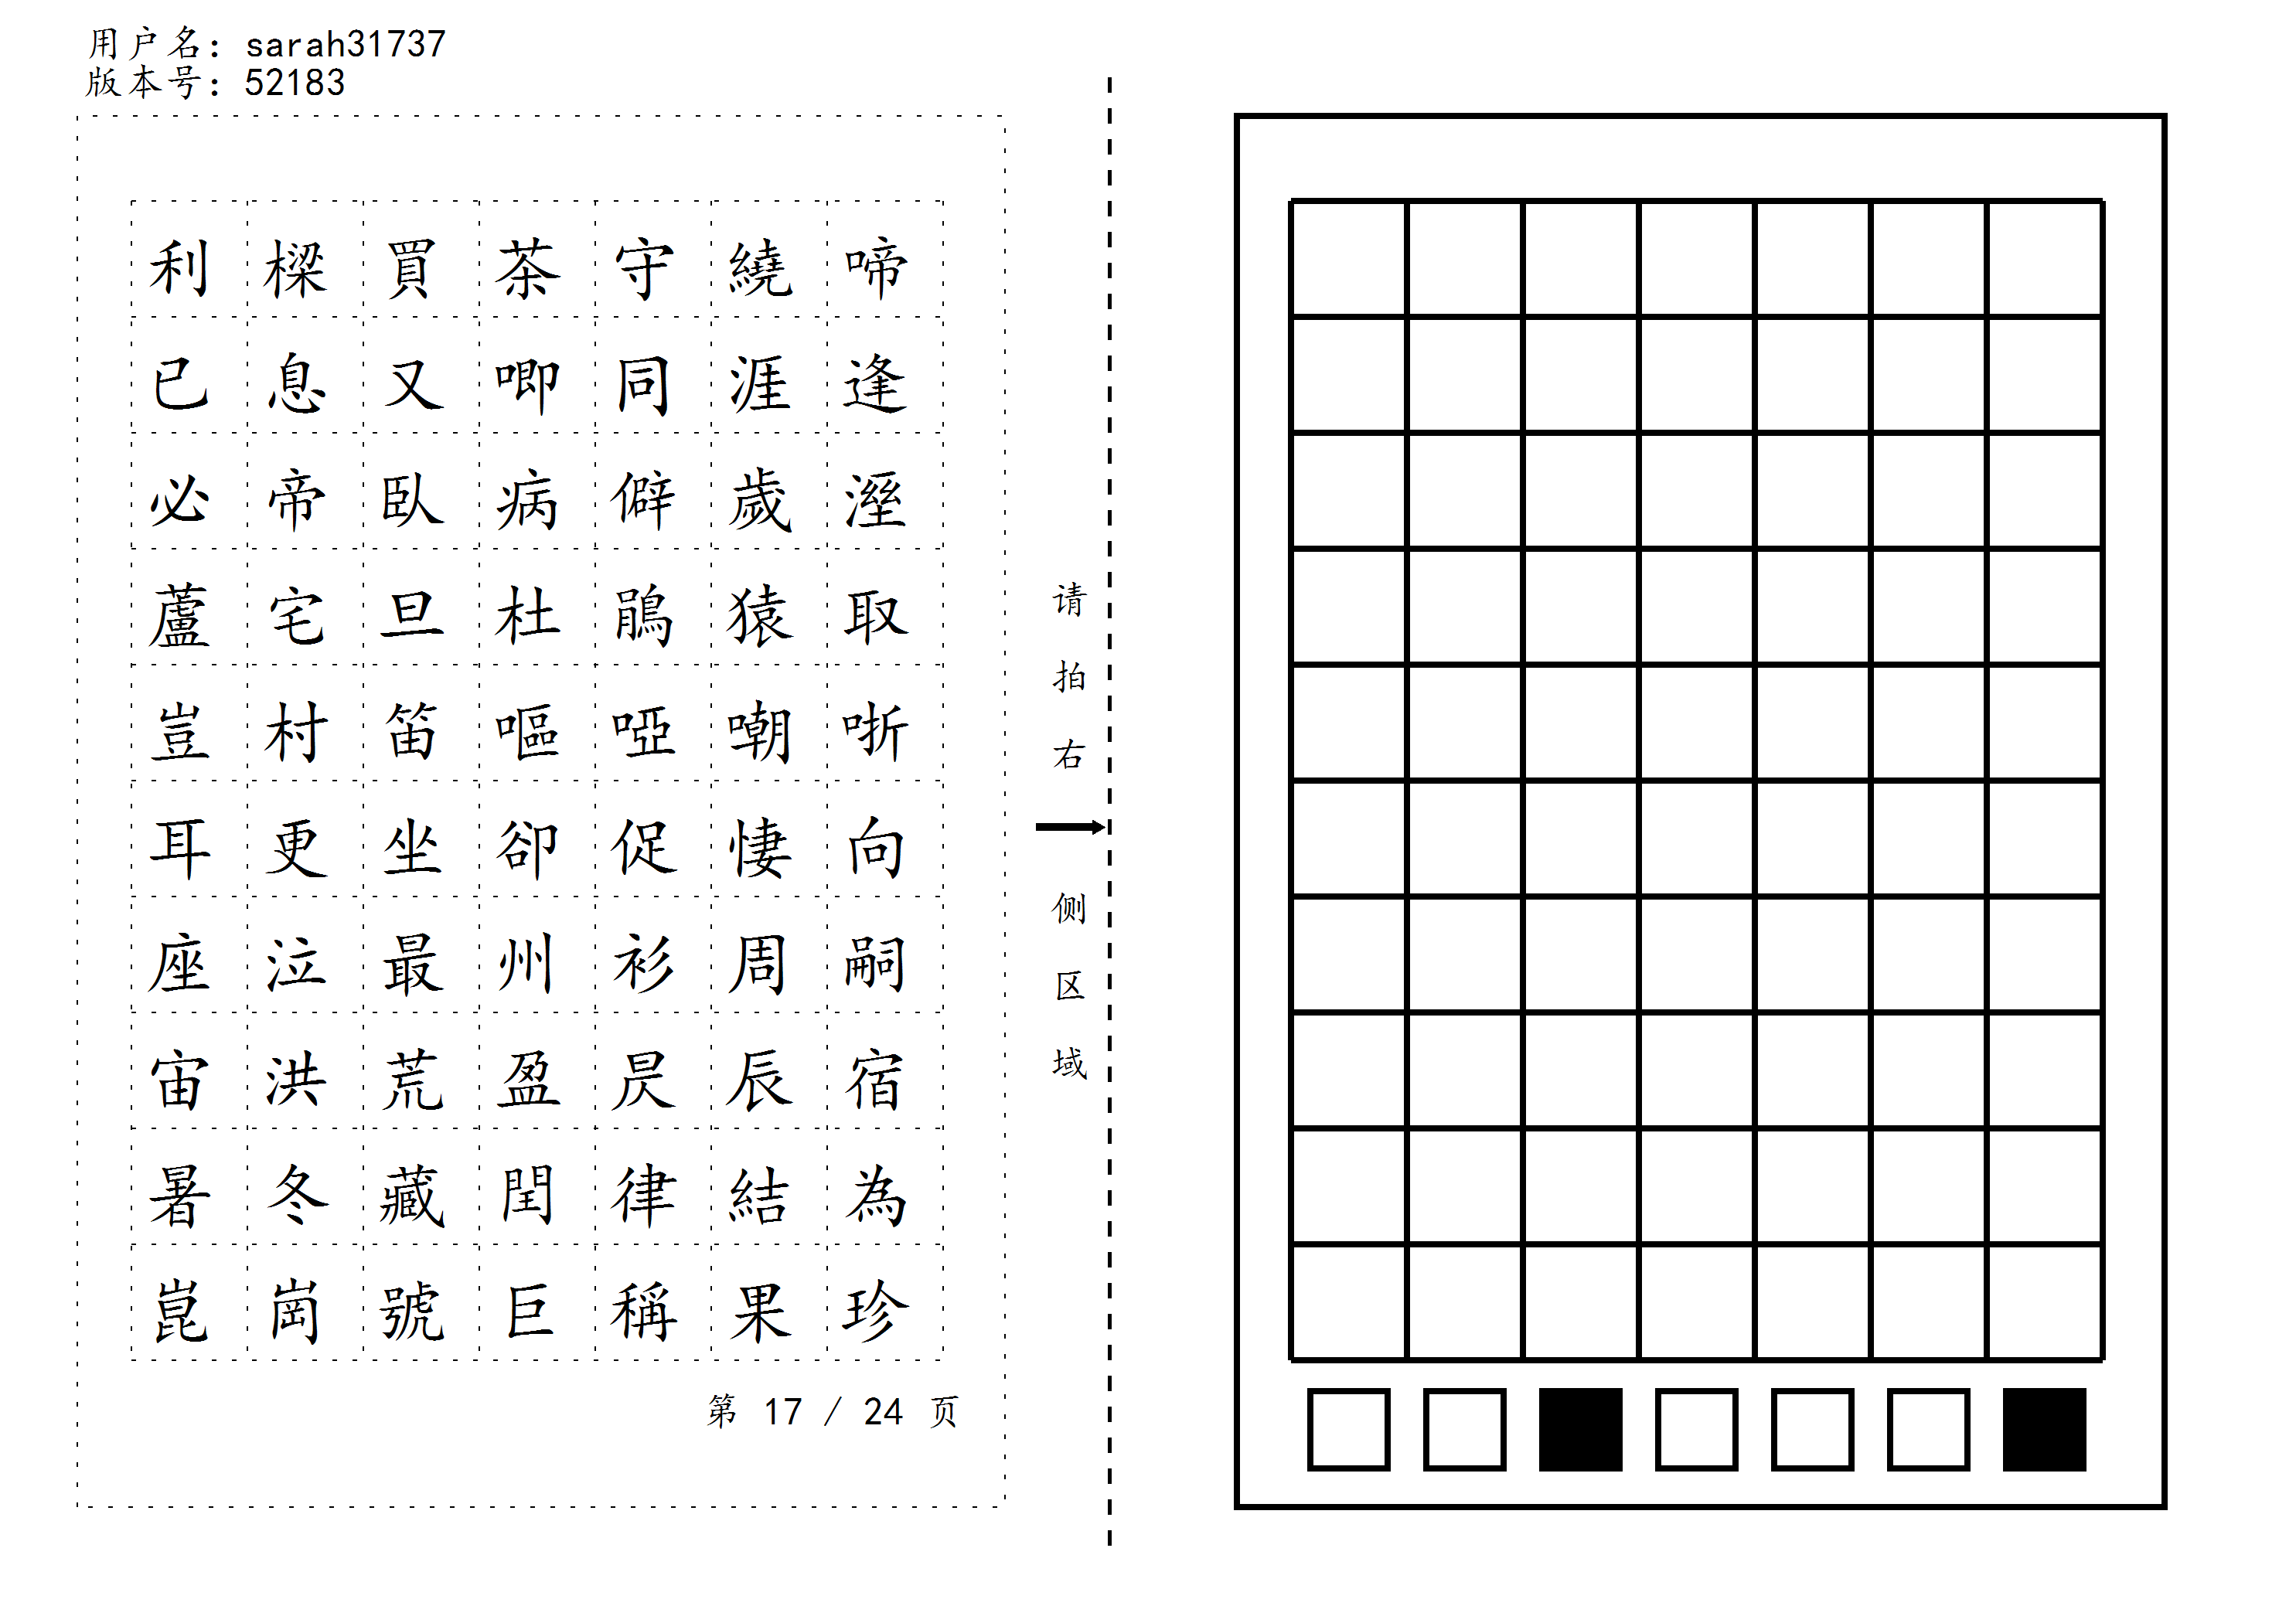 用户名: sarah31737
版本号: 52183
利樑買茶守繞啼
已息又唧同涯逢
必帝臥病僻歲溼
蘆宅旦杜鵑猿取
豈村笛嘔啞嘲哳
耳更坐卻促悽向
座泣最州衫周嗣
宙洪荒盈昃辰宿
暑冬藏閏律結為
崑崗號巨稱果珍
第 17 / 24 页
请拍右侧区域